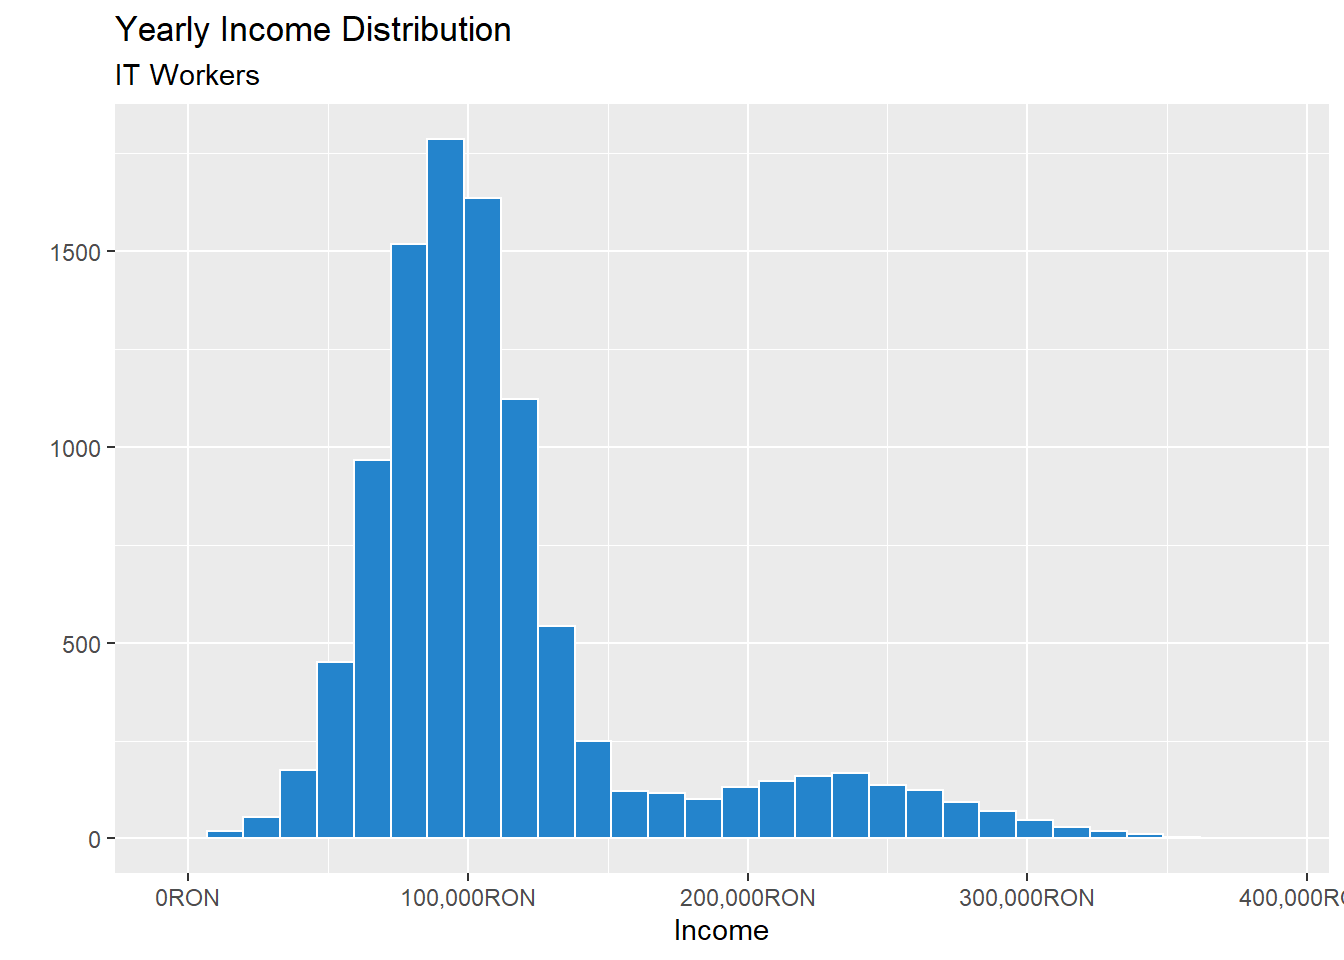 Yearly Income Distribution
IT Workers
1500
1000
500
0
0RON 100,000RON 200,000RON 300,000RON
Income